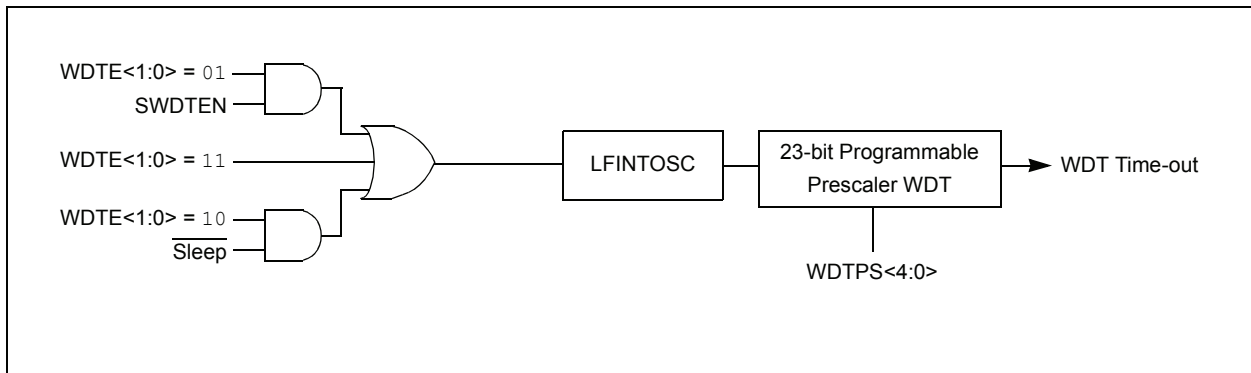 WDTE<1:0> = 01
SWDTEN
WDTE<1:0> = 11
WDTE<1:0> = 10
Sleep
LFINTOSC
23-bit Programmable
Prescaler WDT
WDT Time-out
WDTPS<4:0>